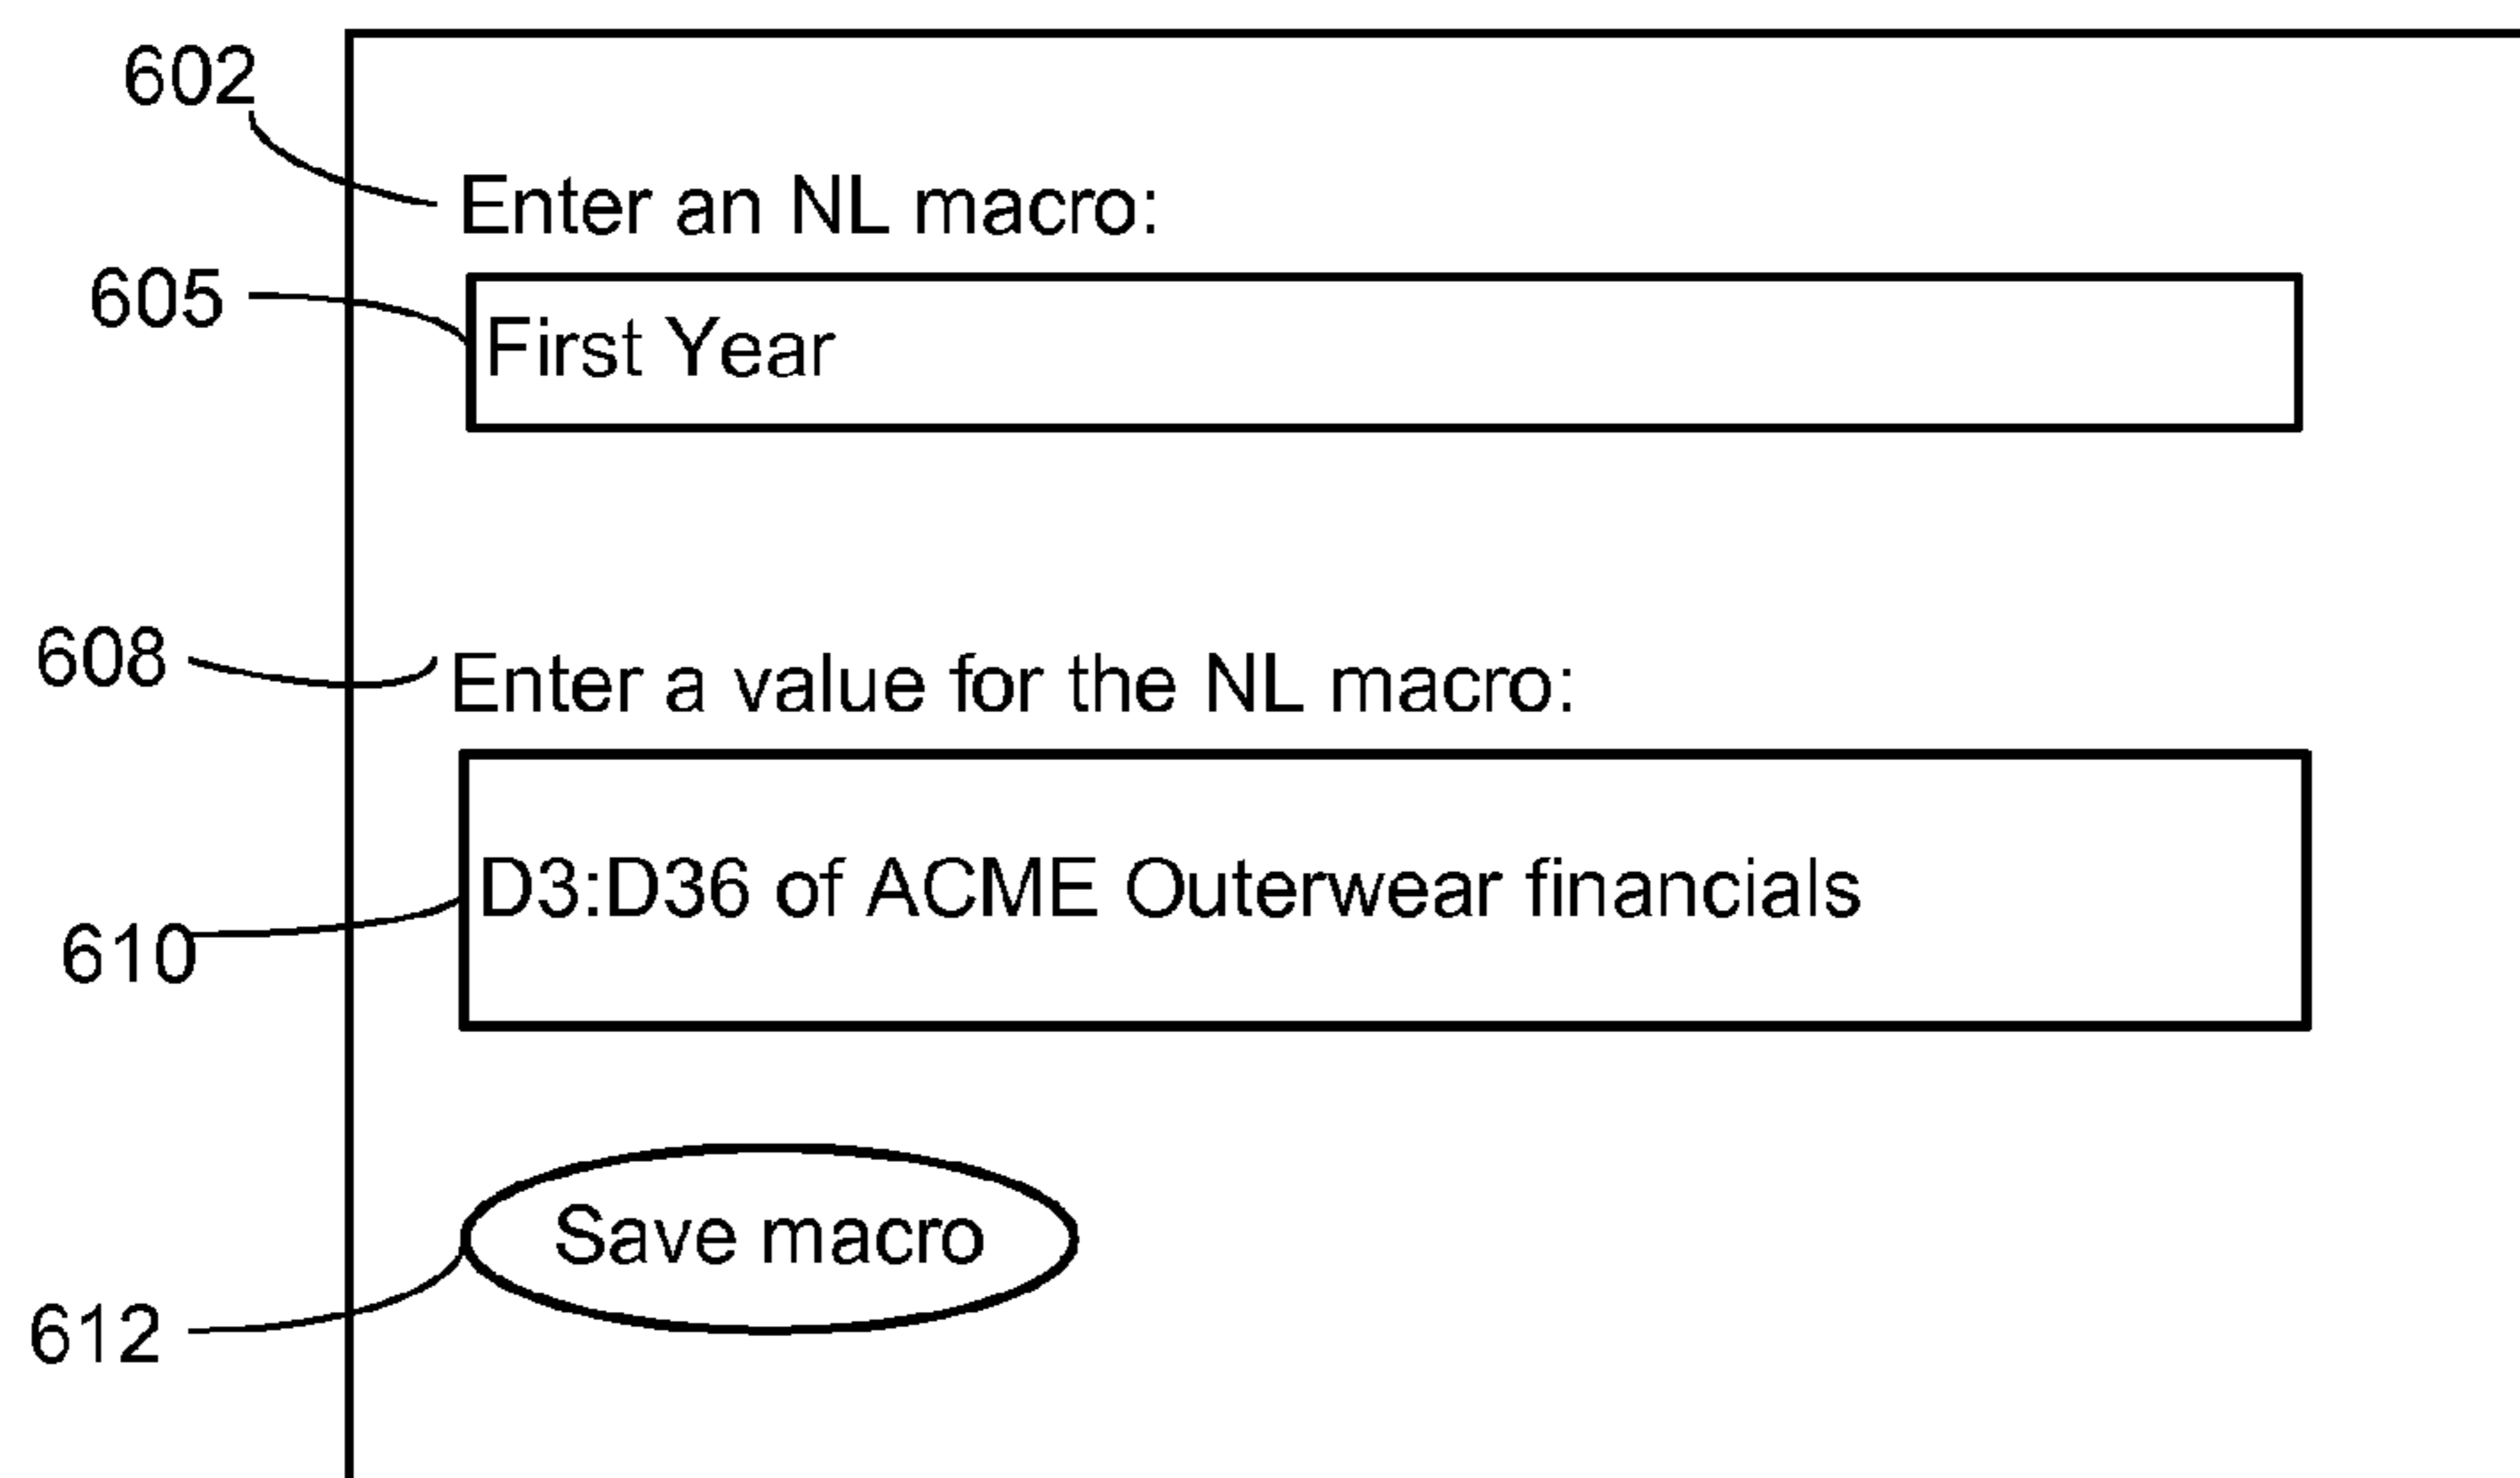 602
Enter an NL macro:
605
First Year
608
Enter a value for the NL macro:
D3:D36 of ACME Outerwear financials
610
Save macro
612